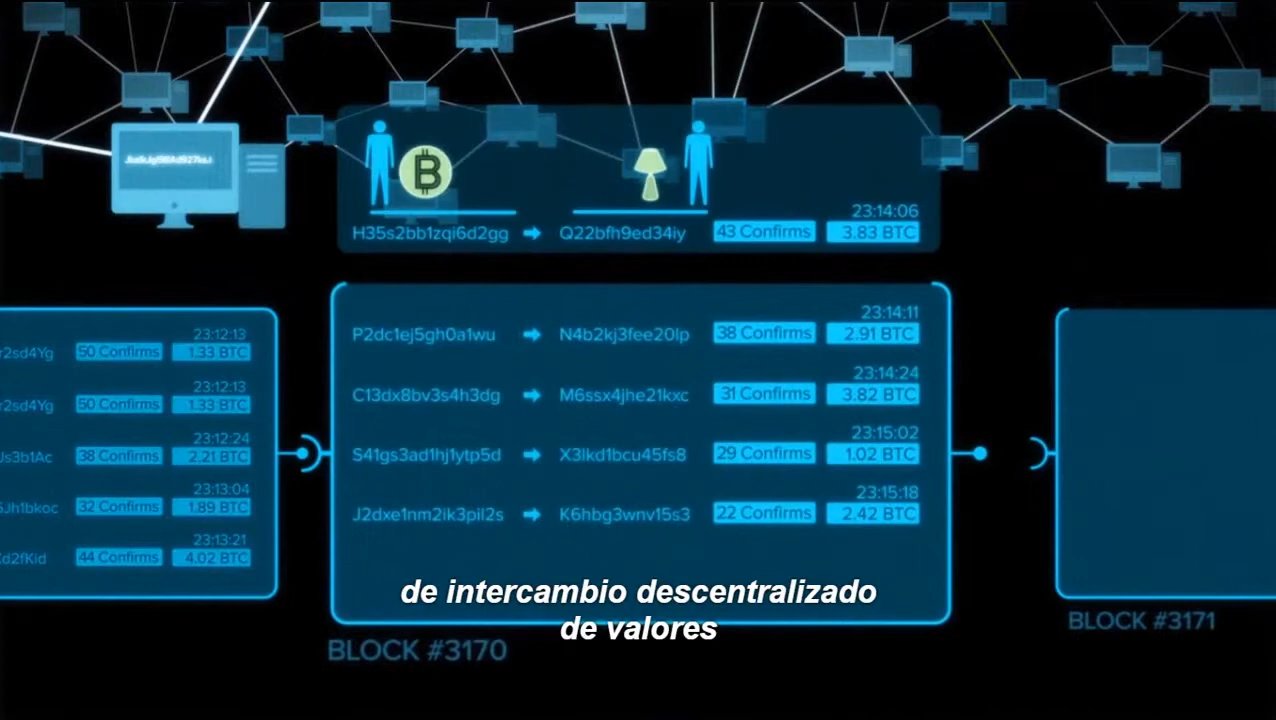 23:14:06
H35s2bb1zqi6d2gg → Q22bfh9ed34iy 43 Confirms 3.83 BTC
23:12:13
r2sd4Yg 50 Confirms 1.33 BTC
23:12:13
r2sd4Yg 50 Confirms 1.33 BTC
23:12:24
Js3b1Ac 38 Confirms 2.21 BTC
23:13:04
Jh1bkoc 32 Confirms 1.89 BTC
23:13:21
d2fKid 44 Confirms 4.02 BTC
23:14:11
P2dc1ej5gh0a1wu → N4b2kj3fee20lp 38 Confirms 2.91 BTC
23:14:24
C13dx8bv3s4h3dg → M6ssx4jhe21kxc 31 Confirms 3.82 BTC
23:15:02
S41gs3ad1hj1ytp5d → X3lkd1bcu45fs8 29 Confirms 1.02 BTC
23:15:18
J2dxe1nm2ik3pil2s → K6hbg3wnv15s3 22 Confirms 2.42 BTC
de intercambio descentralizado
de valores
BLOCK #3170
BLOCK #3171